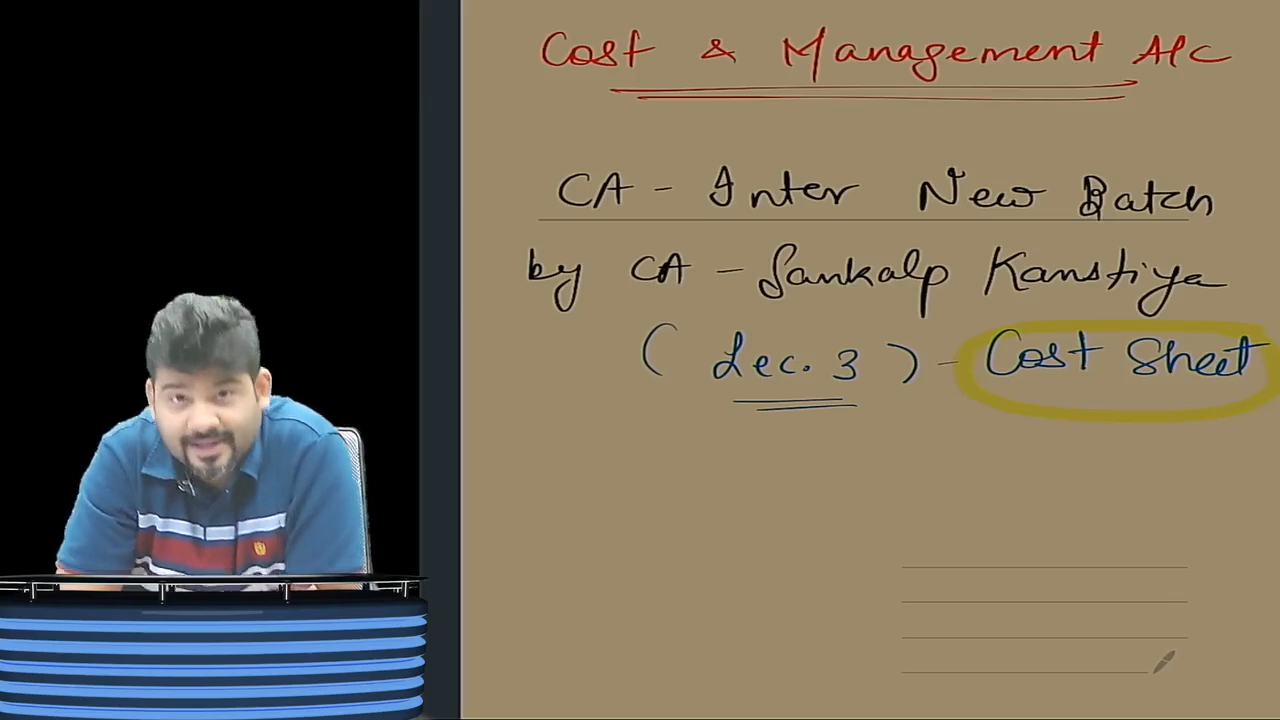 Cost & Management A/c
CA - Inter New Batch
by CA - Sankalp Kanstiya
( Lec. 3 ) - Cost Sheet